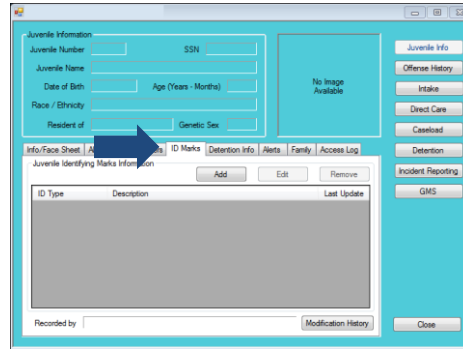 Juvenile Information
Juvenile Number SSN
Juvenile Name
Date of Birth Age (Years - Months)
Race / Ethnicity
Resident of Genetic Sex
No Image
Available
Juvenile Info
Offense History
Intake
Direct Care
Caseload
Detention
Incident Reporting
GMS
Info/Face Sheet ID Marks Detention Info Alerts Family Access Log
Juvenile Identifying Marks Information
Add Edit Remove
ID Type Description Last Update
Recorded by Modification History
Close